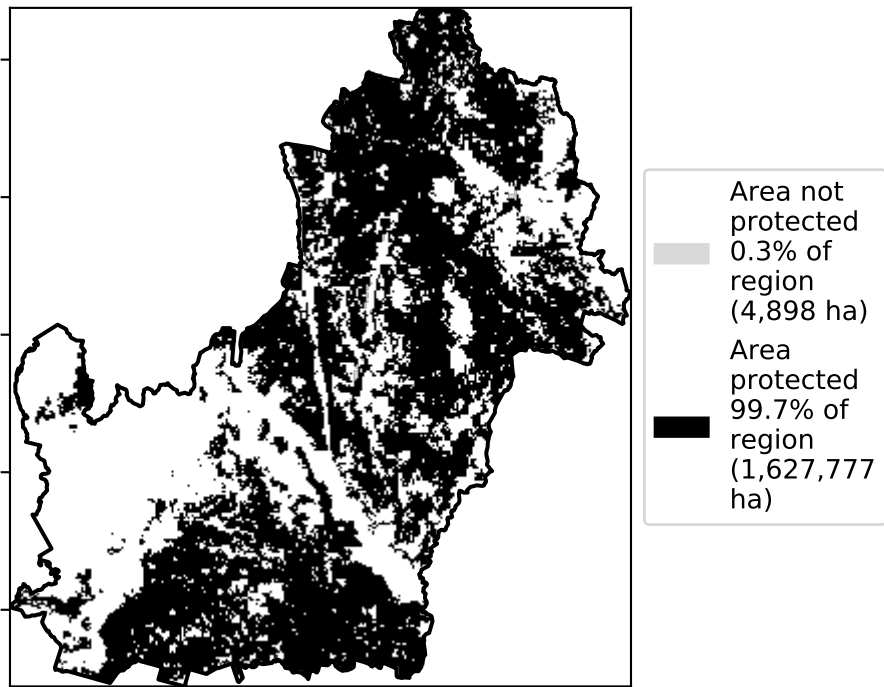 Area not
protected
0.3% of
region
(4,898 ha)
Area
protected
99.7% of
region
(1,627,777
ha)